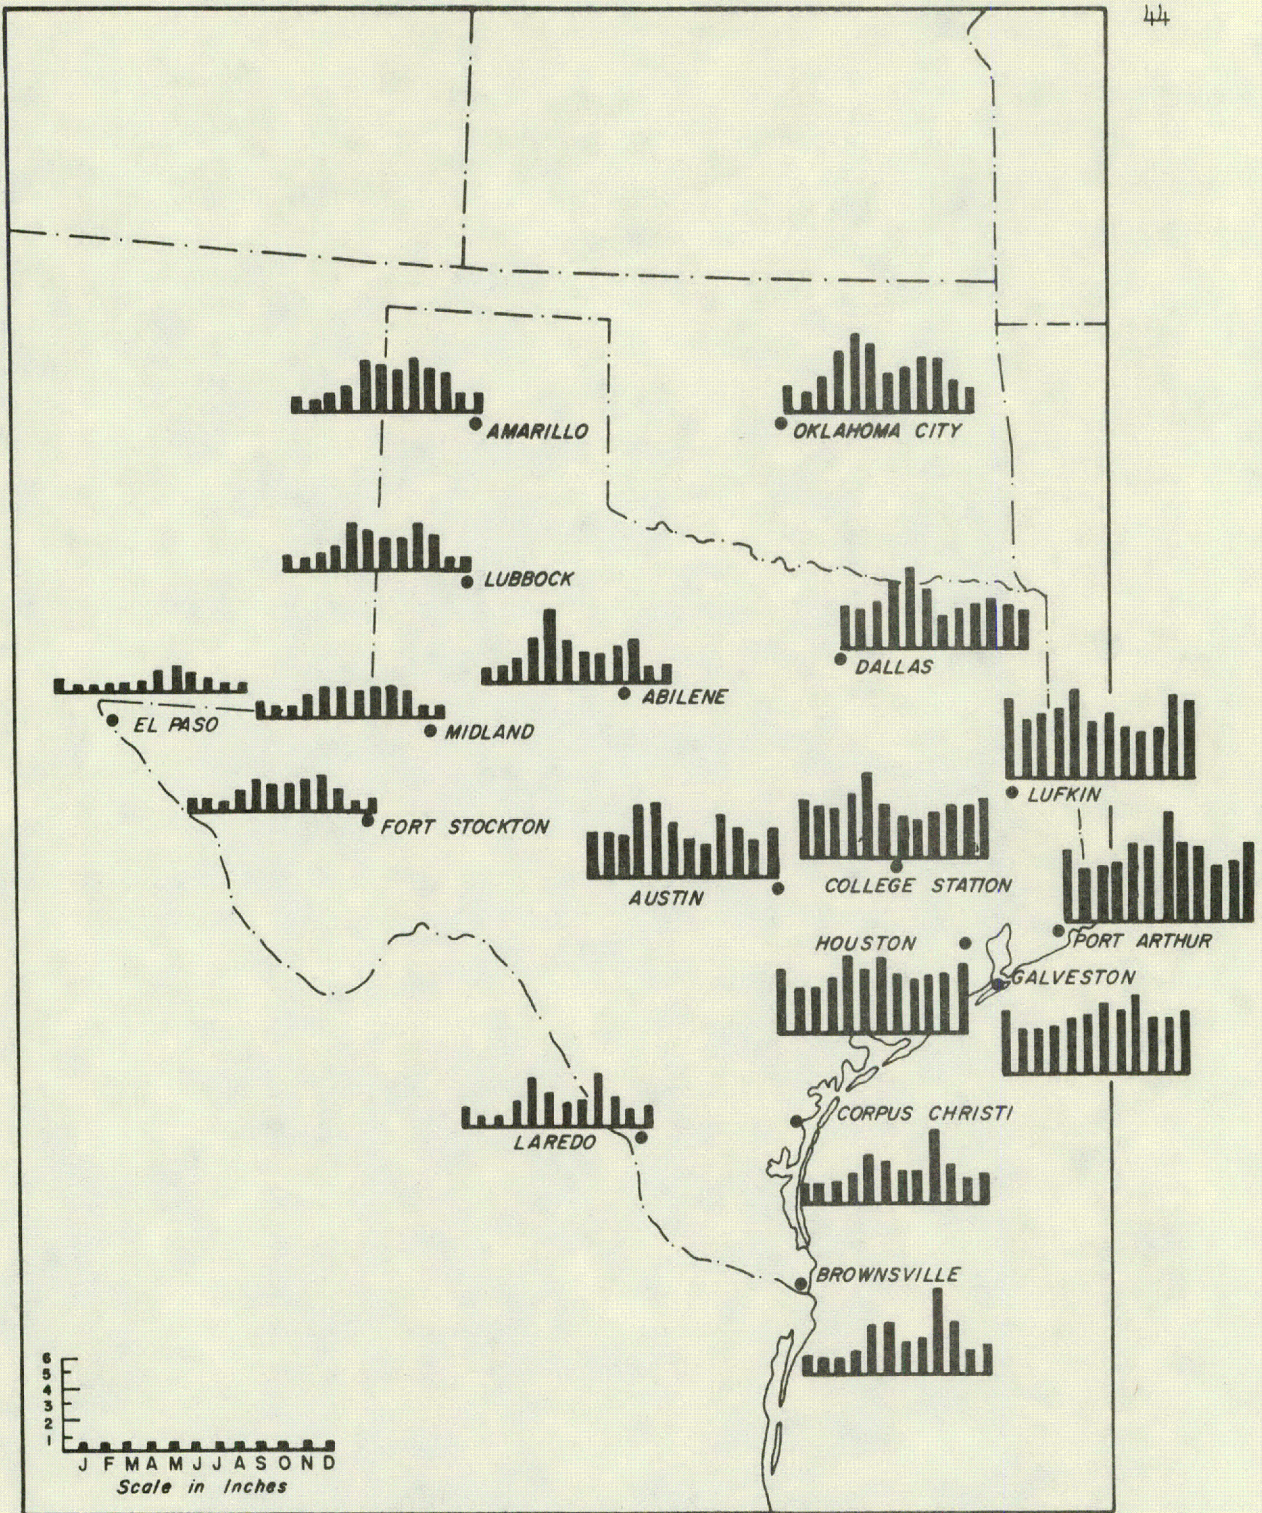 44
AMARILLO
OKLAHOMA CITY
LUBBOCK
DALLAS
ABILENE
EL PASO
MIDLAND
LUFKIN
FORT STOCKTON
AUSTIN
COLLEGE STATION
HOUSTON
PORT ARTHUR
GALVESTON
CORPUS CHRISTI
LAREDO
BROWNSVILLE
6
5
4
3
2
1
J F M A M J J A S O N D
Scale in Inches